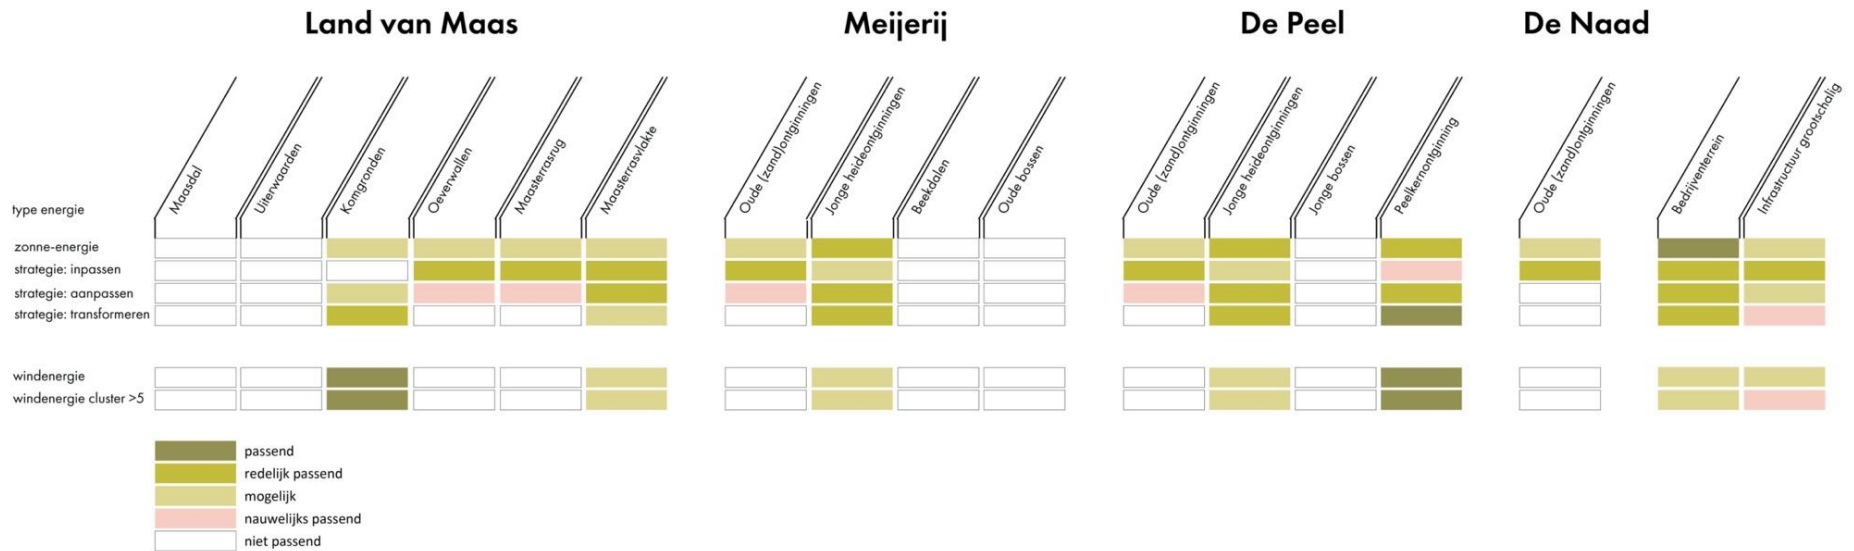 Land van Maas
Meijerij
De Peel
De Naad
Maasdal
Uiterwaarden
Komgronden
Oeverwallen
Maasterrasrug
Maasterrasvlakte
Oude (zand)ontginningen
Jonge heideontginningen
Beekdalen
Oude bossen
Oude (zand)ontginningen
Jonge heideontginningen
Jonge bossen
Peelkernontginning
Oude (zand)ontginningen
Bedrijventerrein
Infrastructuur grootschalig
type energie
zonne-energie
strategie: inpassen
strategie: aanpassen
strategie: transformeren
windenergie
windenergie cluster >5
passend
redelijk passend
mogelijk
nauwelijks passend
niet passend